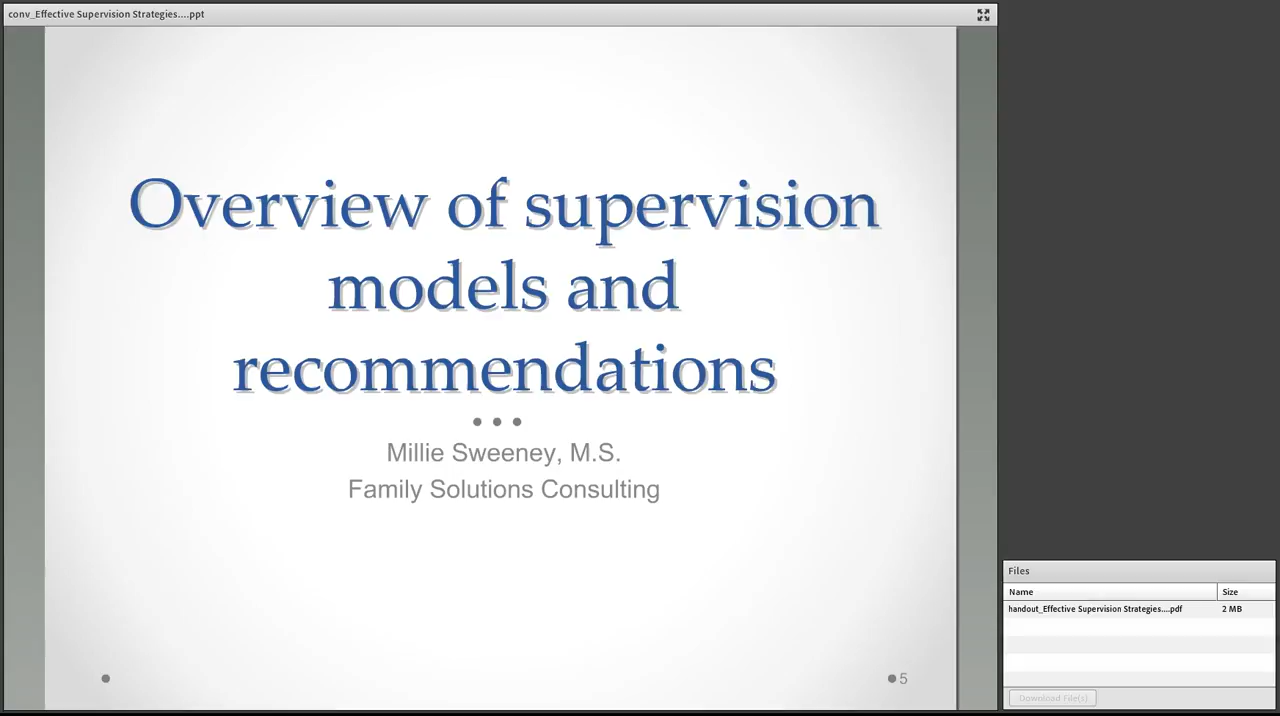 conv_Effective Supervision Strategies....ppt
Overview of supervision
models and
recommendations
Millie Sweeney, M.S.
Family Solutions Consulting
5
Files
Name Size
handout_Effective Supervision Strategies....pdf 2 MB
Download File(s)